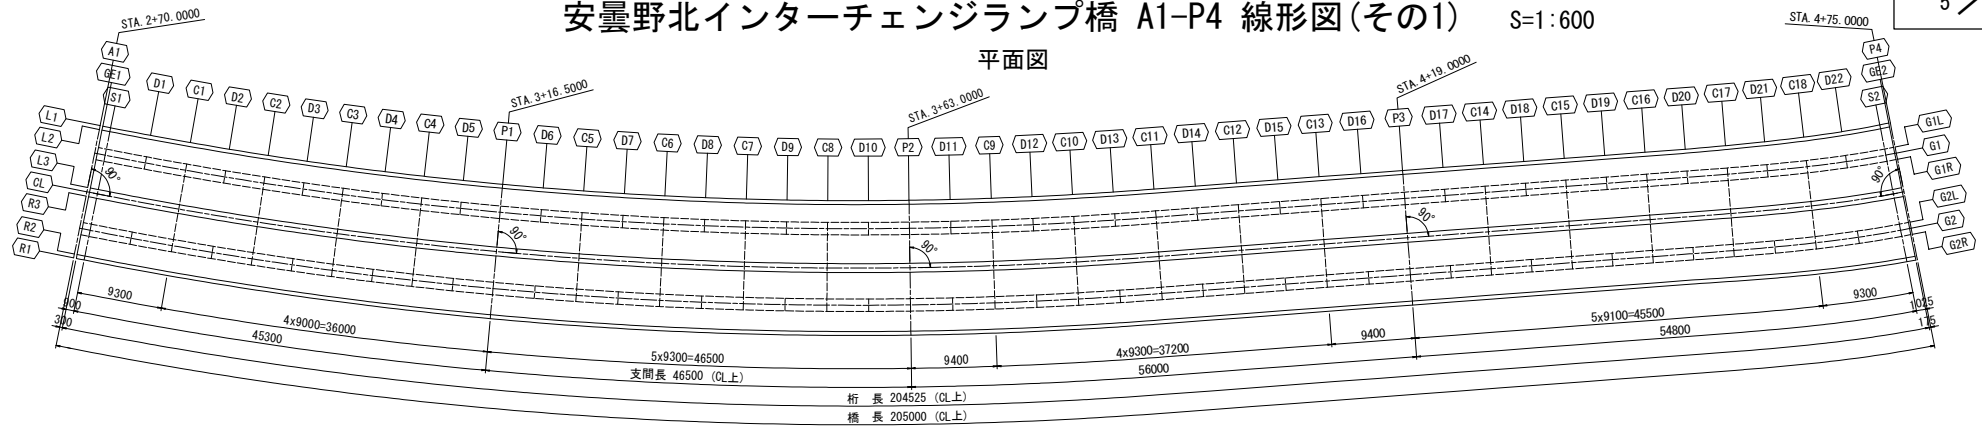 安曇野北インターチェンジランプ橋 A1-P4 線形図(その1) S=1:600
5
平面図
STA. 2+70.0000
STA. 3+16.5000
STA. 3+63.0000
STA. 4+19.0000
STA. 4+75.0000
A1
GE1
S1
D1
C1
D2
C2
D3
C3
D4
C4
D5
P1
D6
C5
D7
C6
D8
C7
D9
C8
D10
P2
D11
C9
D12
C10
D13
C11
D14
C12
D15
C13
D16
P3
D17
C14
D18
C15
D19
C16
D20
C17
D21
C18
D22
P4
GE2
S2
L1
L2
L3
CL
R3
R2
R1
G1L
G1
G1R
G2L
G2
G2R
90°
90°
90°
90°
90°
900
9300
4x9000=36000
5x9300=46500
9400
4x9300=37200
9400
5x9100=45500
9300
1025
300
45300
支間長 46500 (CL上)
56000
54800
175
桁 長 204525 (CL上)
橋 長 205000 (CL上)